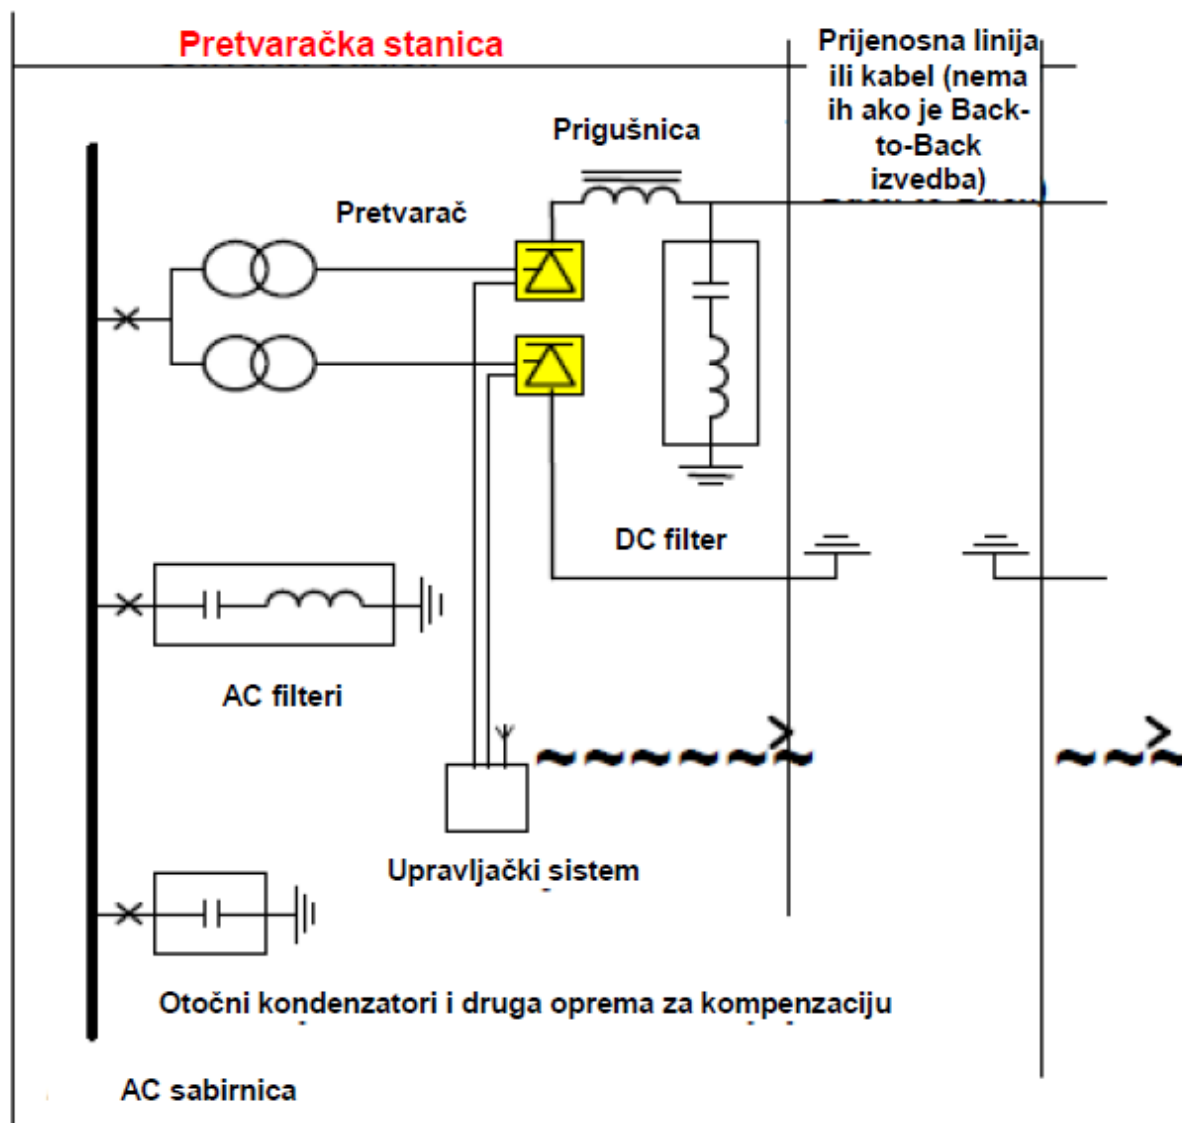 Pretvaračka stanica
Prijenosna linija
ili kabel (nema
ih ako je Back-
to-Back
izvedba)
Prigušnica
Pretvarač
DC filter
AC filteri
Upravljački sistem
Otočni kondenzatori i druga oprema za kompenzaciju
AC sabirnica